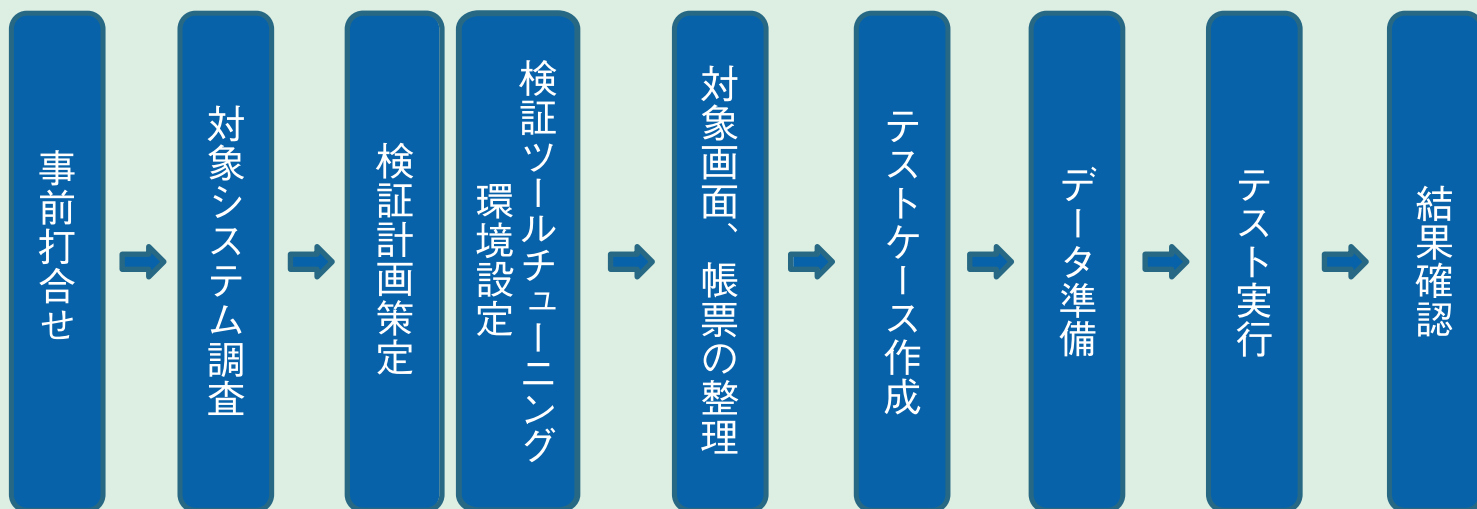 事前打合せ
対象システム調査
検証計画策定
検証ツールチューニング
環境設定
対象画面、帳票の整理
テストケース作成
データ準備
テスト実行
結果確認